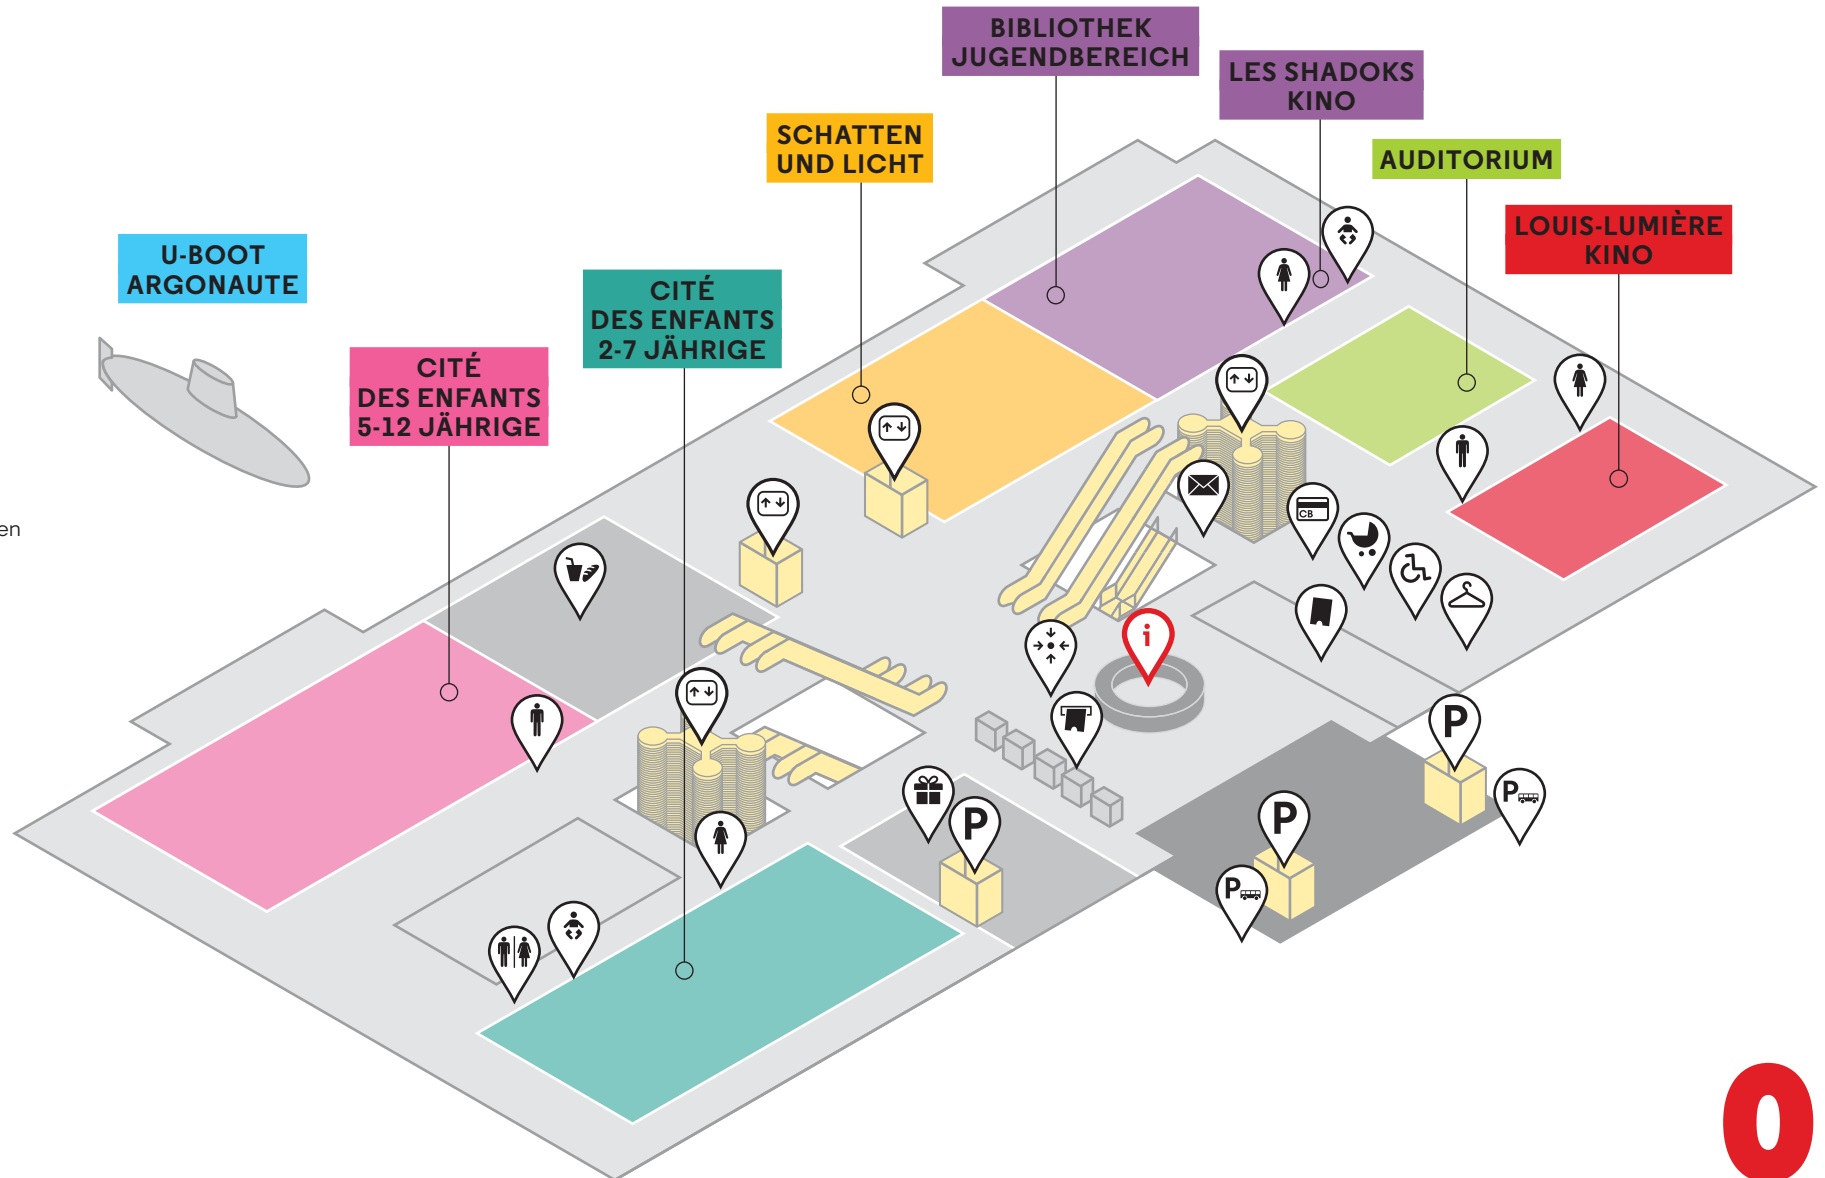 BIBLIOTHEK
JUGENDBEREICH
LES SHADOKS
KINO
SCHATTEN
UND LICHT
AUDITORIUM
LOUIS-LUMIÈRE
KINO
U-BOOT
ARGONAUTE
CITÉ
DES ENFANTS
2-7 JÄHRIGE
CITÉ
DES ENFANTS
5-12 JÄHRIGE
en
CB
i
P
P
P
P
P
0